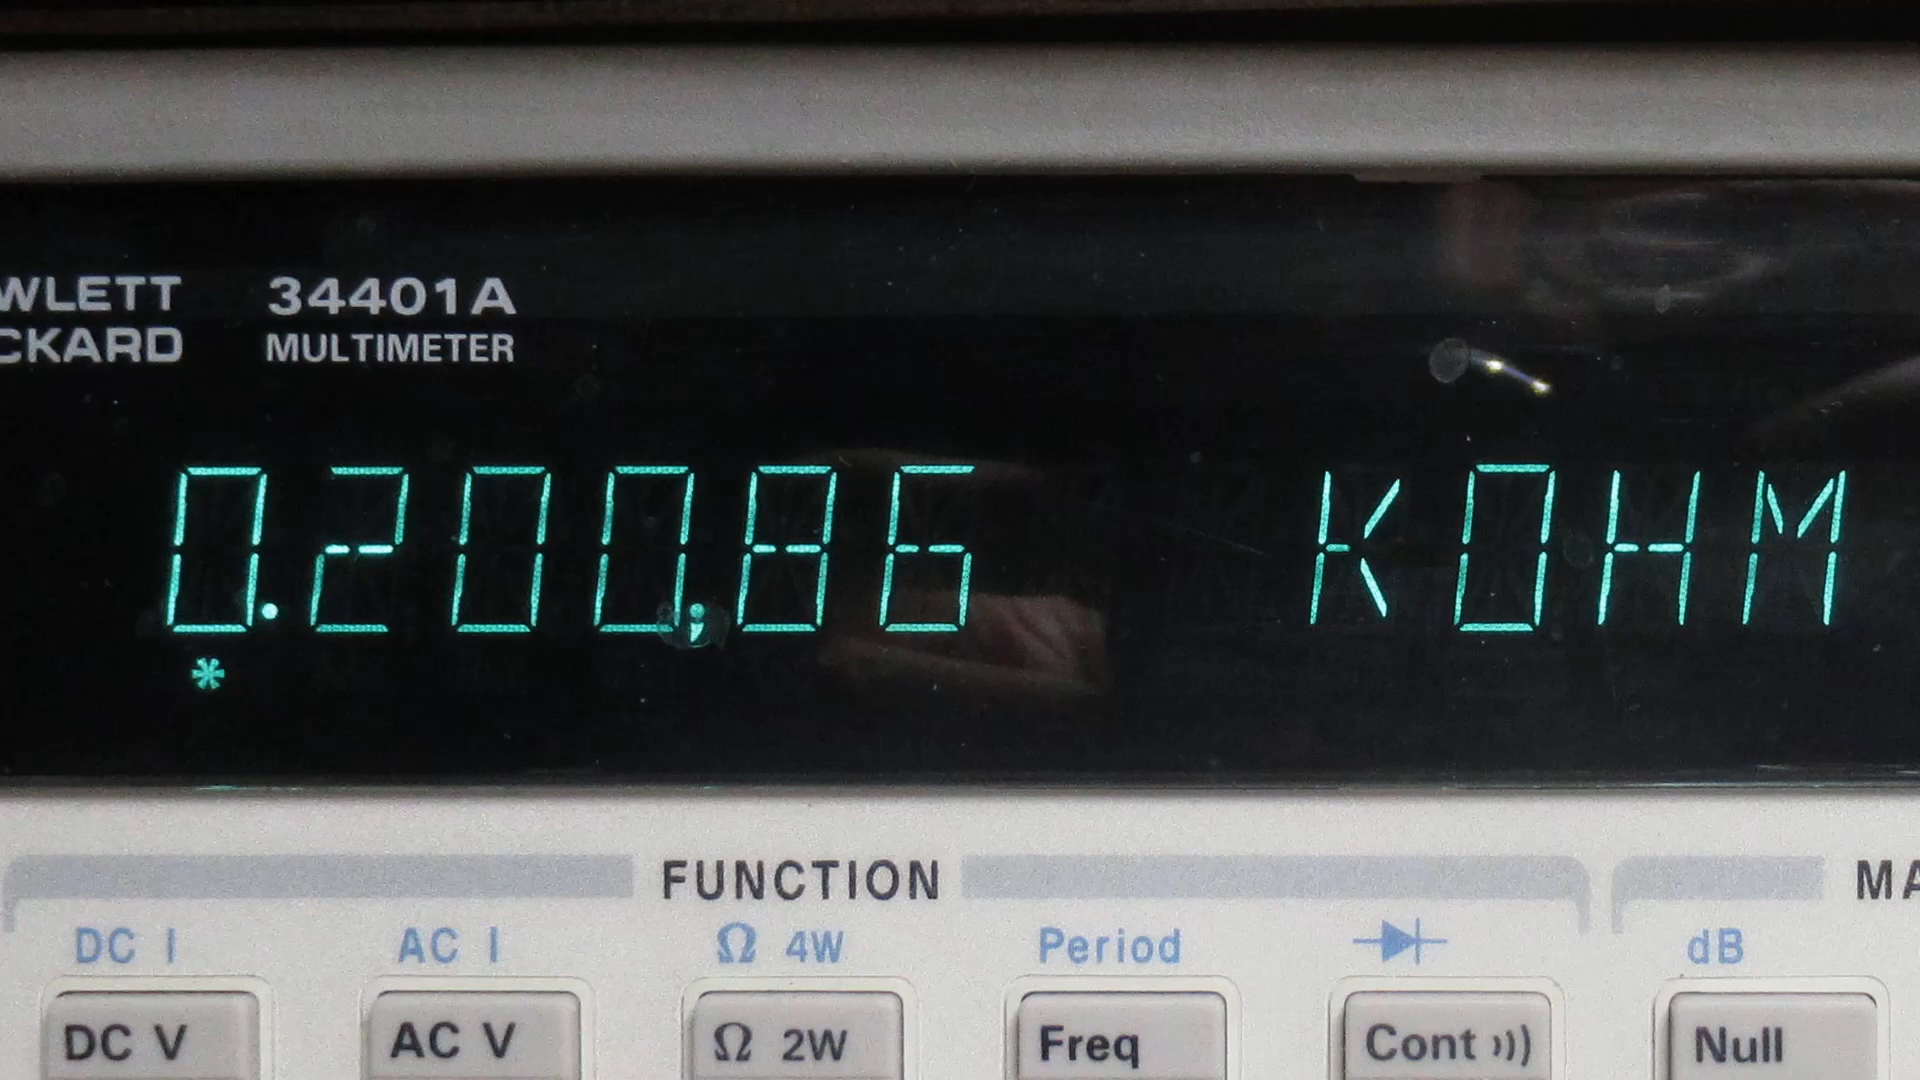 WLETT 34401A
CKARD MULTIMETER
0.200,86 KOHM
*
FUNCTION MA
DC I AC I Ω 4W Period dB
DC V AC V Ω 2W Freq Cont Null